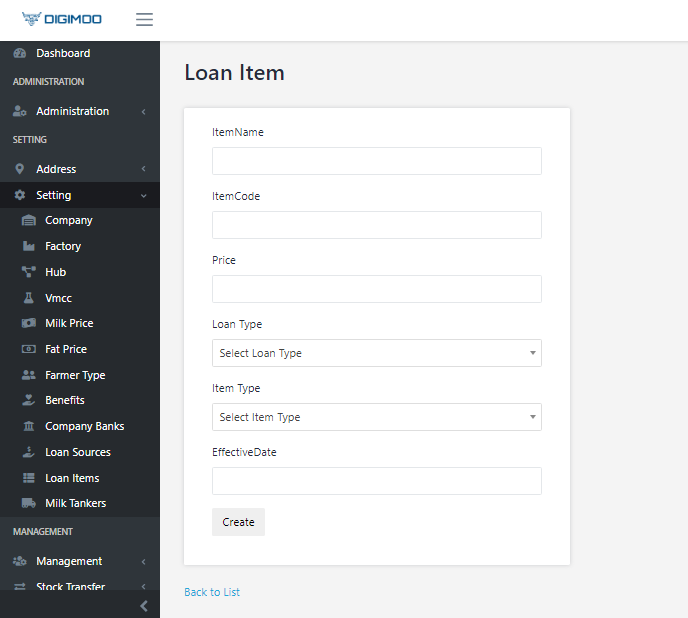 DIGIMOO
Dashboard
ADMINISTRATION
Administration
SETTING
Address
Setting
Company
Factory
Hub
Vmcc
Milk Price
Fat Price
Farmer Type
Benefits
Company Banks
Loan Sources
Loan Items
Milk Tankers
MANAGEMENT
Management
Stock Transfer
Loan Item
ItemName
ItemCode
Price
Loan Type
Select Loan Type
Item Type
Select Item Type
EffectiveDate
Create
Back to List